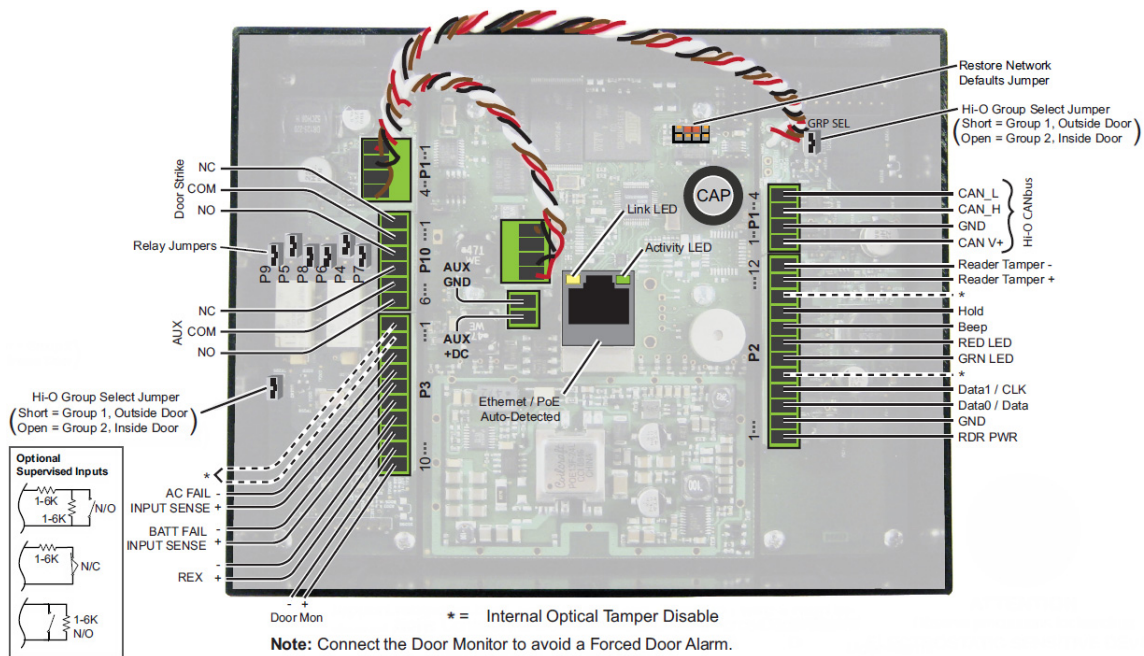 Restore Network
Defaults Jumper
GRP SEL
Hi-O Group Select Jumper
(Short = Group 1, Outside Door
Open = Group 2, Inside Door)
4 •• P1 •• 1
NC
COM
NO
Door Strike
Relay Jumpers
P9
P5
P8
P6
P4
P7
6 ••• P10 ••• 1
NC
COM
NO
AUX
AUX
GND
AUX
+DC
CAP
Link LED
Activity LED
Ethernet / PoE
Auto-Detected
1 •• P1 •• 4
CAN_L
CAN_H
GND
CAN V+
Hi-O CANbus
1 ••• P2 ••• 12
Reader Tamper -
Reader Tamper +
*
Hold
Beep
RED LED
GRN LED
*
Data1 / CLK
Data0 / Data
GND
RDR PWR
Hi-O Group Select Jumper
(Short = Group 1, Outside Door
Open = Group 2, Inside Door)
10 ••• P3 ••• 1
*
AC FAIL -
INPUT SENSE +
BATT FAIL -
INPUT SENSE +
-
REX +
- +
Door Mon
Optional
Supervised Inputs
1-6K
1-6K
N/O
1-6K
N/C
1-6K
N/O
* = Internal Optical Tamper Disable
Note: Connect the Door Monitor to avoid a Forced Door Alarm.